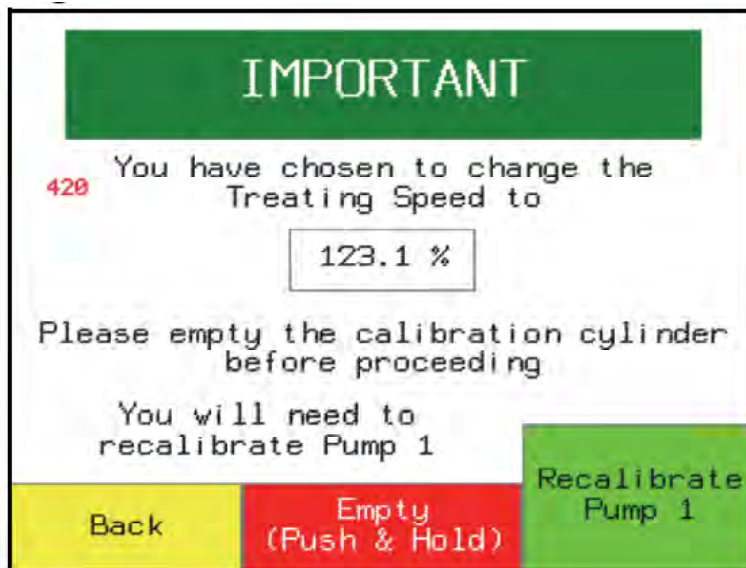 IMPORTANT
You have chosen to change the
420
Treating Speed to
123.1 %
Please empty the calibration cylinder
before proceeding
You will need to
recalibrate Pump 1
Recalibrate
Pump 1
Back
Empty
(Push & Hold)